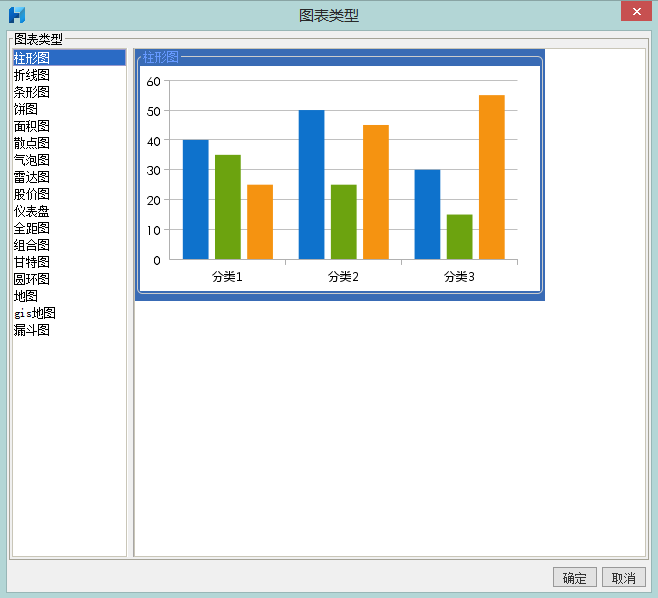 图表类型
图表类型
柱形图
折线图
条形图
饼图
面积图
散点图
气泡图
雷达图
股价图
仪表盘
全距图
组合图
甘特图
圆环图
地图
gis地图
漏斗图
柱形图
60
50
40
30
20
10
0
分类1 分类2 分类3
确定 取消